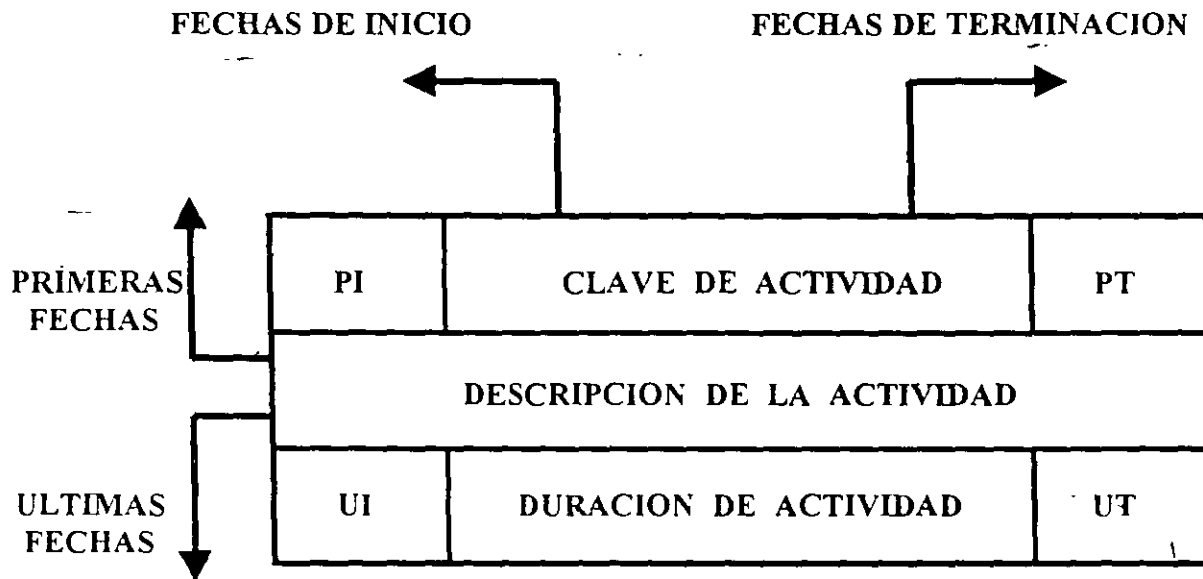 FECHAS DE INICIO
FECHAS DE TERMINACION
PRIMERAS
FECHAS
PI
CLAVE DE ACTIVIDAD
PT
DESCRIPCION DE LA ACTIVIDAD
ULTIMAS
FECHAS
UI
DURACION DE ACTIVIDAD
UT